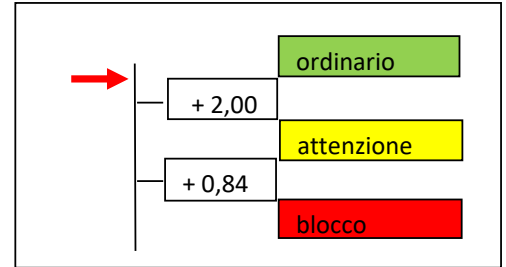 ordinario
+ 2,00
attenzione
+ 0,84
blocco